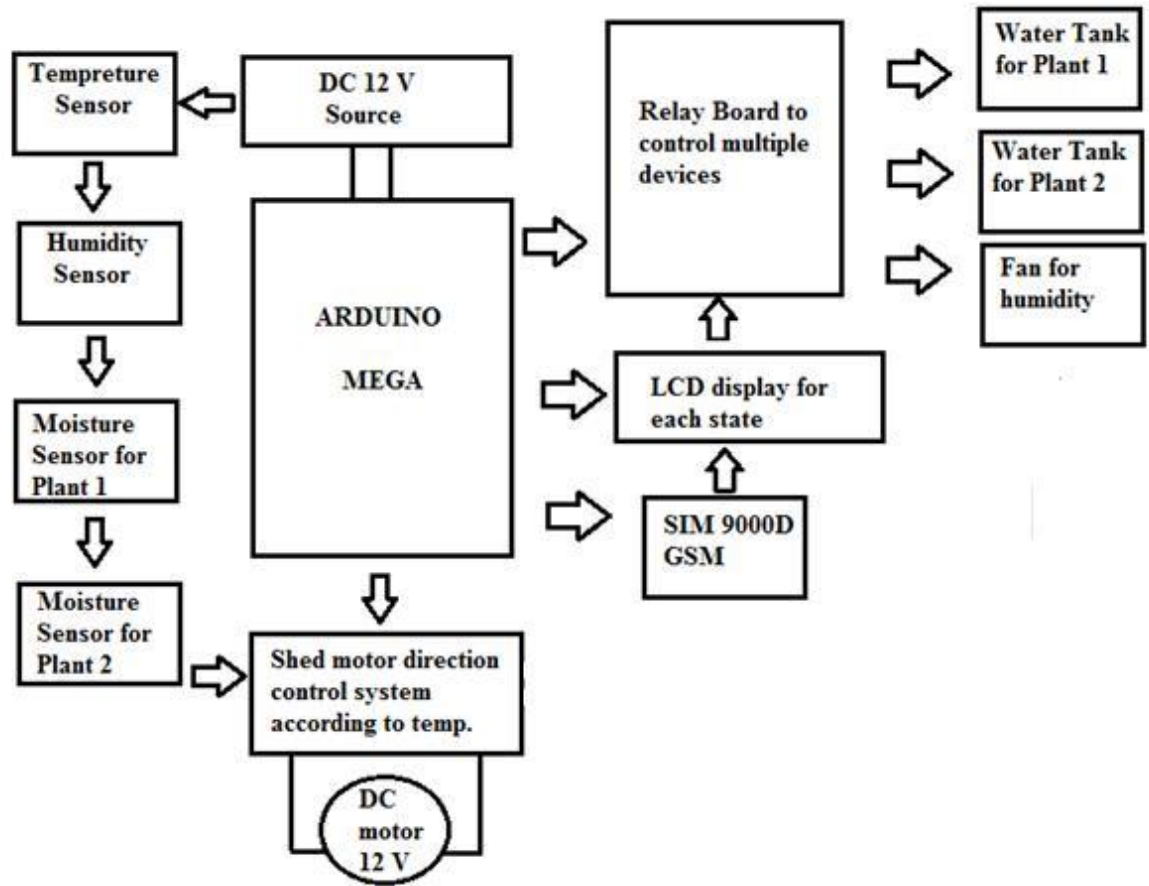 Tempreture
Sensor
DC 12 V
Source
Relay Board to
control multiple
devices
Water Tank
for Plant 1
Water Tank
for Plant 2
Fan for
humidity
Humidity
Sensor
ARDUINO
MEGA
LCD display for
each state
Moisture
Sensor for
Plant 1
SIM 9000D
GSM
Moisture
Sensor for
Plant 2
Shed motor direction
control system
according to temp.
DC
motor
12 V